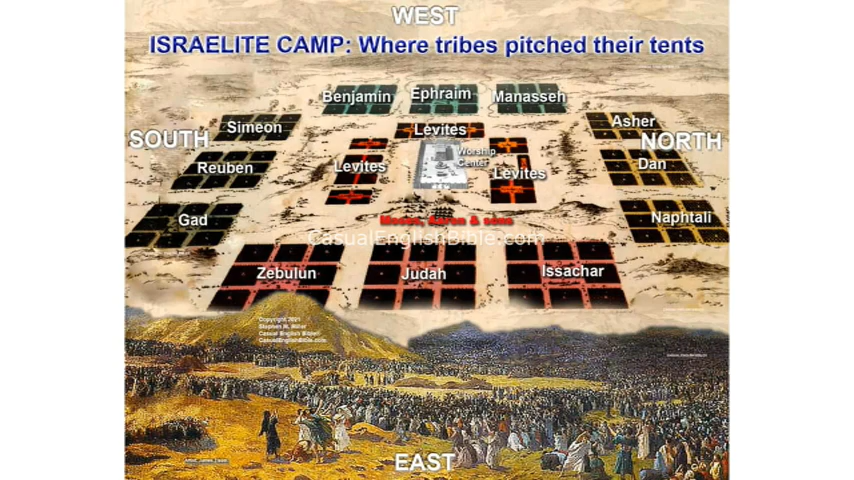 WEST
ISRAELITE CAMP: Where tribes pitched their tents
Benjamin
Ephraim
Manasseh
Simeon
Levites
Asher
SOUTH
NORTH
Worship
Center
Reuben
Levites
Levites
Dan
Gad
Moses, Aaron & sons
Naphtali
CasualEnglishBible.com
Zebulun
Judah
Issachar
Copyright 2021
Stephen M. Miller
Casual English Bible
CasualEnglishBible.com
EAST